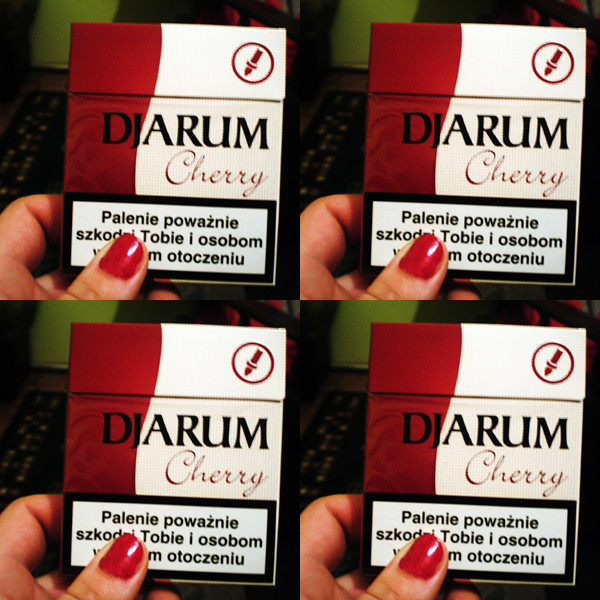 DJARUM
Cherry
Palenie poważnie
szkodzi Tobie i osobom
otoczeniu
DJARUM
Cherry
Palenie poważnie
szkodzi Tobie i osobom
otoczeniu
DJARUM
Cherry
Palenie poważnie
szkodzi Tobie i osobom
otoczeniu
DJARUM
Cherry
Palenie poważnie
szkodzi Tobie i osobom
otoczeniu